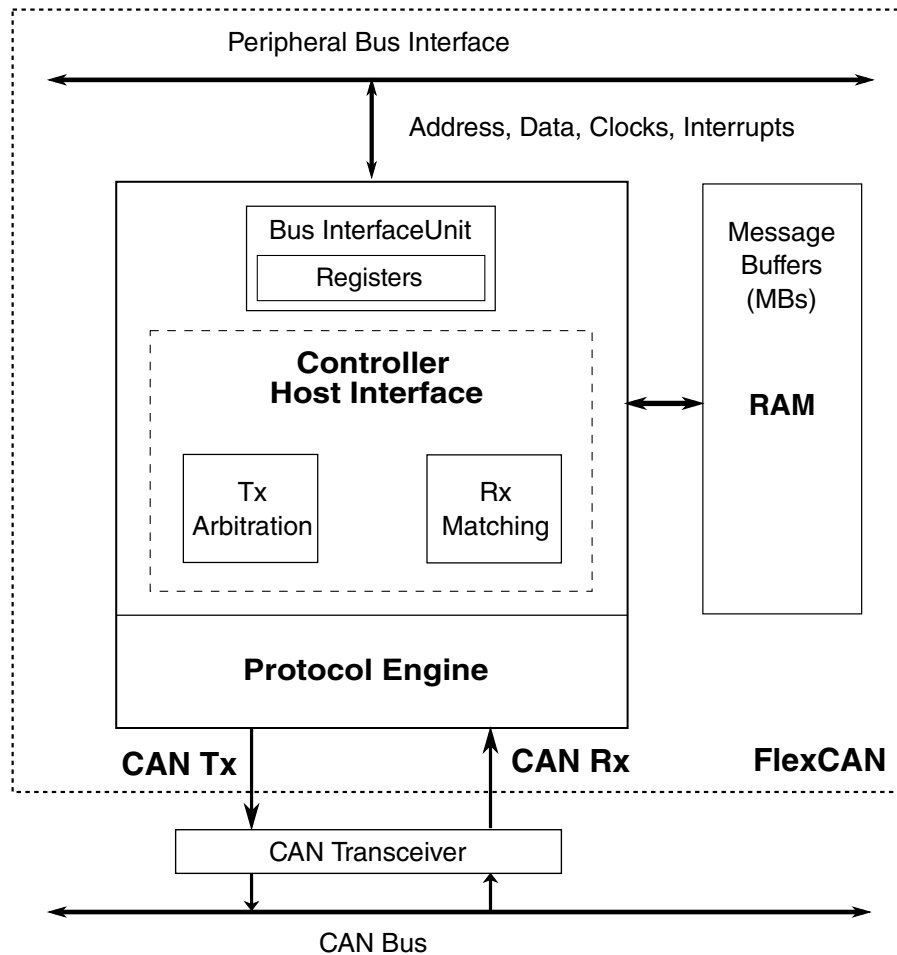 Peripheral Bus Interface
Address, Data, Clocks, Interrupts
Bus InterfaceUnit
Registers
Message
Buffers
(MBs)
RAM
Controller
Host Interface
Tx
Arbitration
Rx
Matching
Protocol Engine
CAN Tx
CAN Rx
FlexCAN
CAN Transceiver
CAN Bus